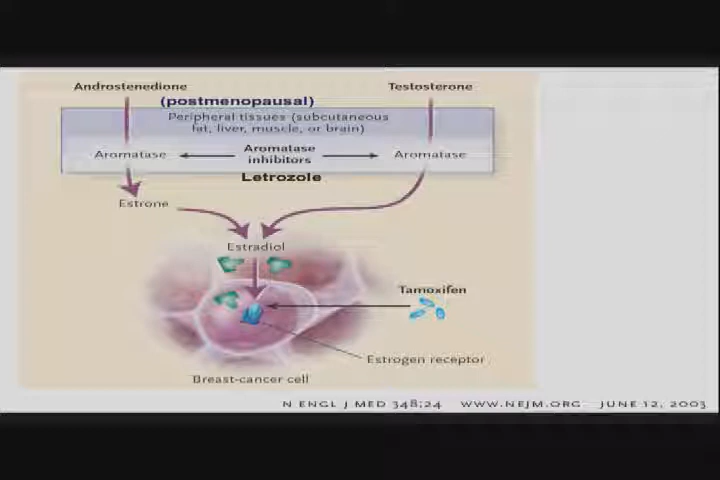 Androstenedione
Testosterone
(postmenopausal)
Peripheral tissues (subcutaneous
fat, liver, muscle, or brain)
Aromatase
Aromatase
inhibitors
Aromatase
Letrozole
Estrone
Estradiol
Tamoxifen
Estrogen receptor
Breast-cancer cell
N ENGL J MED 348;24 WWW.NEJM.ORG JUNE 12, 2003